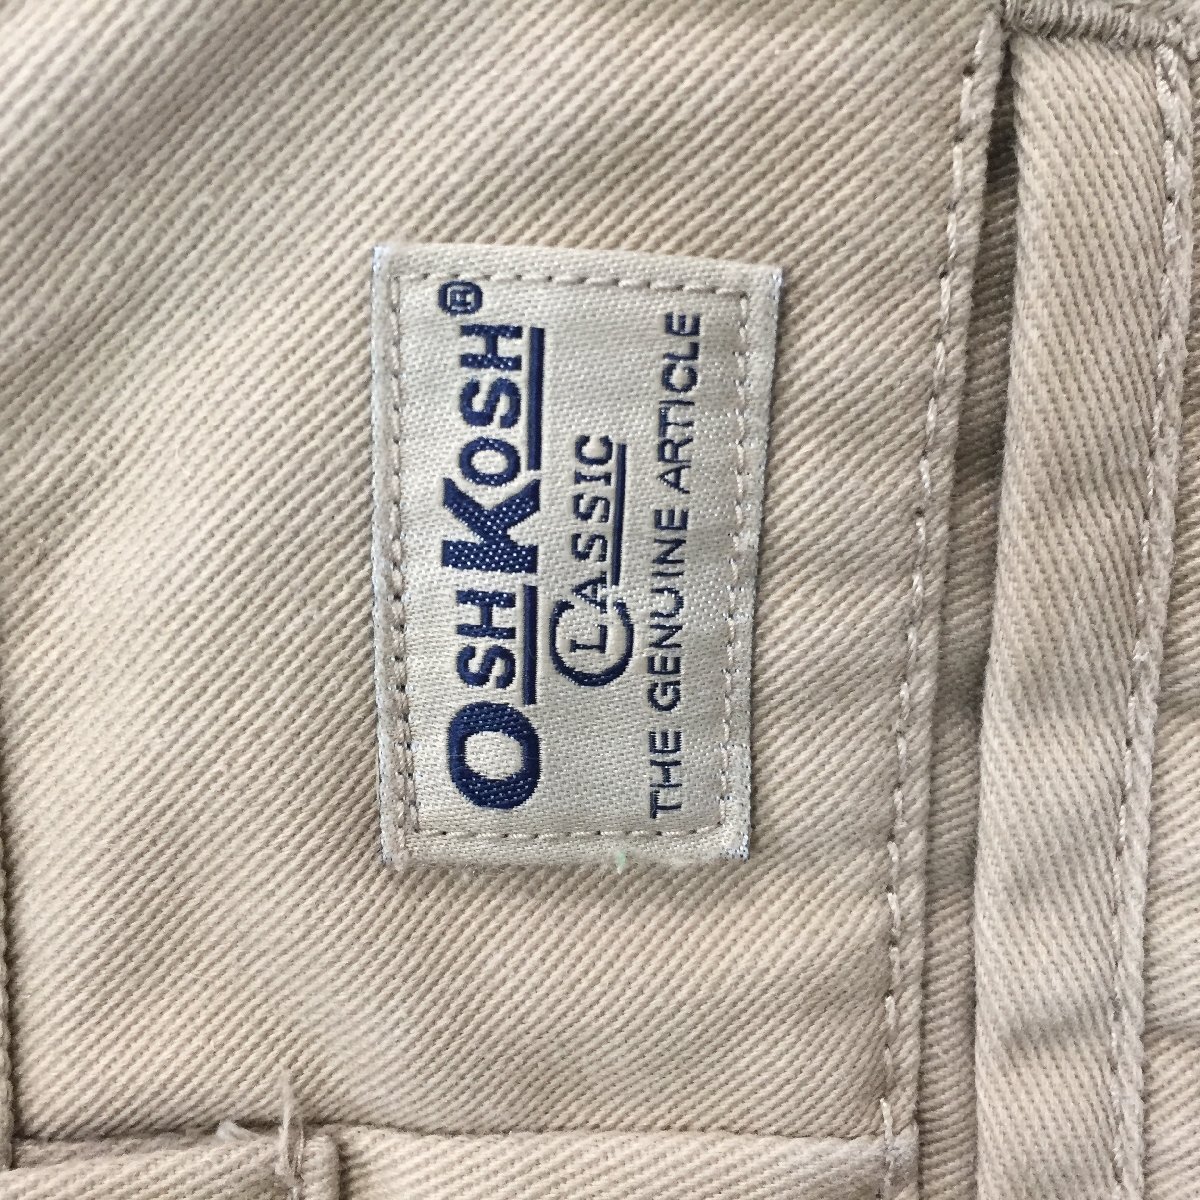 OSHKOSH®
CLASSIC
THE GENUINE ARTICLE